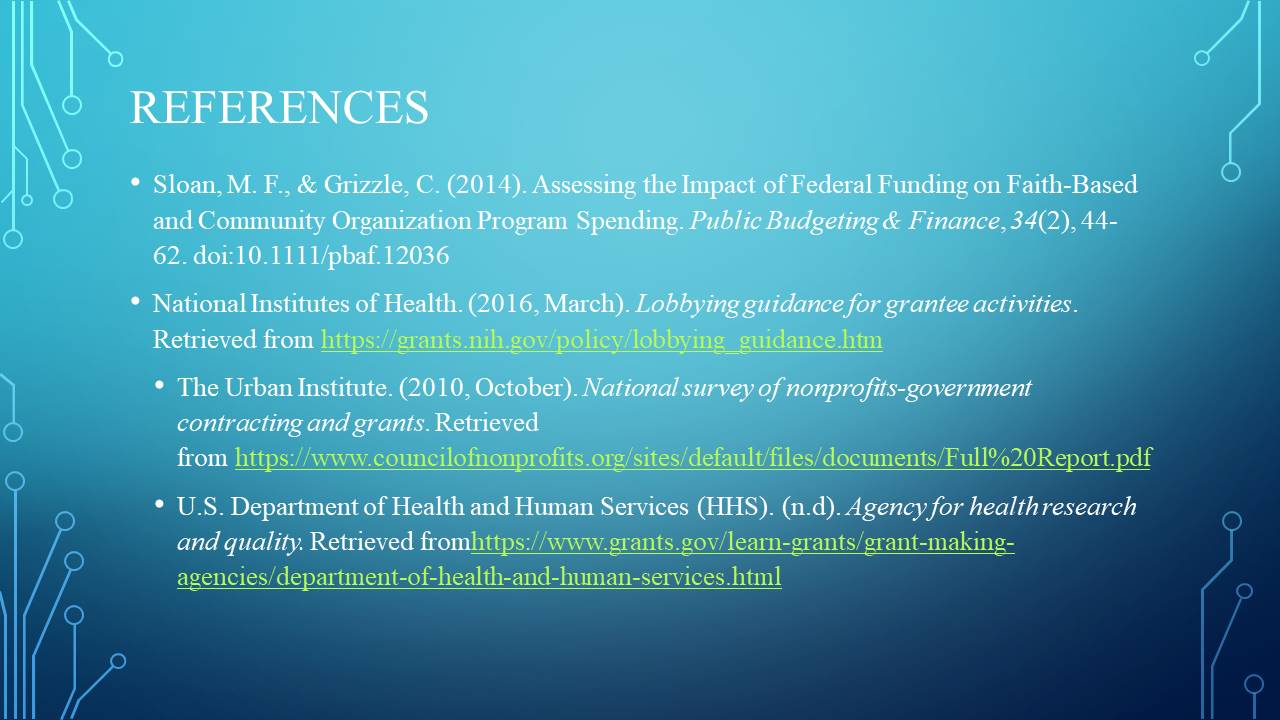 REFERENCES
• Sloan, M. F., & Grizzle, C. (2014). Assessing the Impact of Federal Funding on Faith-Based
and Community Organization Program Spending. Public Budgeting & Finance, 34(2), 44-
62. doi:10.1111/pbaf.12036
• National Institutes of Health. (2016, March). Lobbying guidance for grantee activities.
Retrieved from https://grants.nih.gov/policy/lobbying_guidance.htm
• The Urban Institute. (2010, October). National survey of nonprofits-government
contracting and grants. Retrieved
from https://www.councilofnonprofits.org/sites/default/files/documents/Full%20Report.pdf
• U.S. Department of Health and Human Services (HHS). (n.d). Agency for health research
and quality. Retrieved fromhttps://www.grants.gov/learn-grants/grant-making-
agencies/department-of-health-and-human-services.html